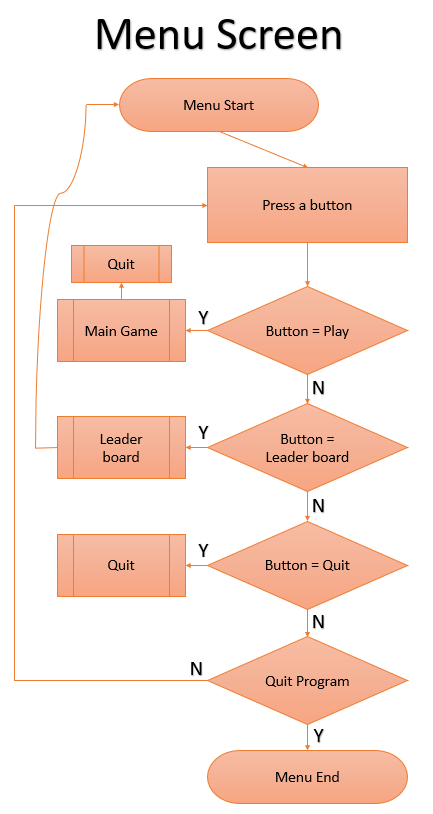 Menu Screen
Menu Start
Press a button
Quit
Main Game
Y
Button = Play
N
Leader
board
Y
Button =
Leader board
N
Quit
Y
Button = Quit
N
N
Quit Program
Y
Menu End